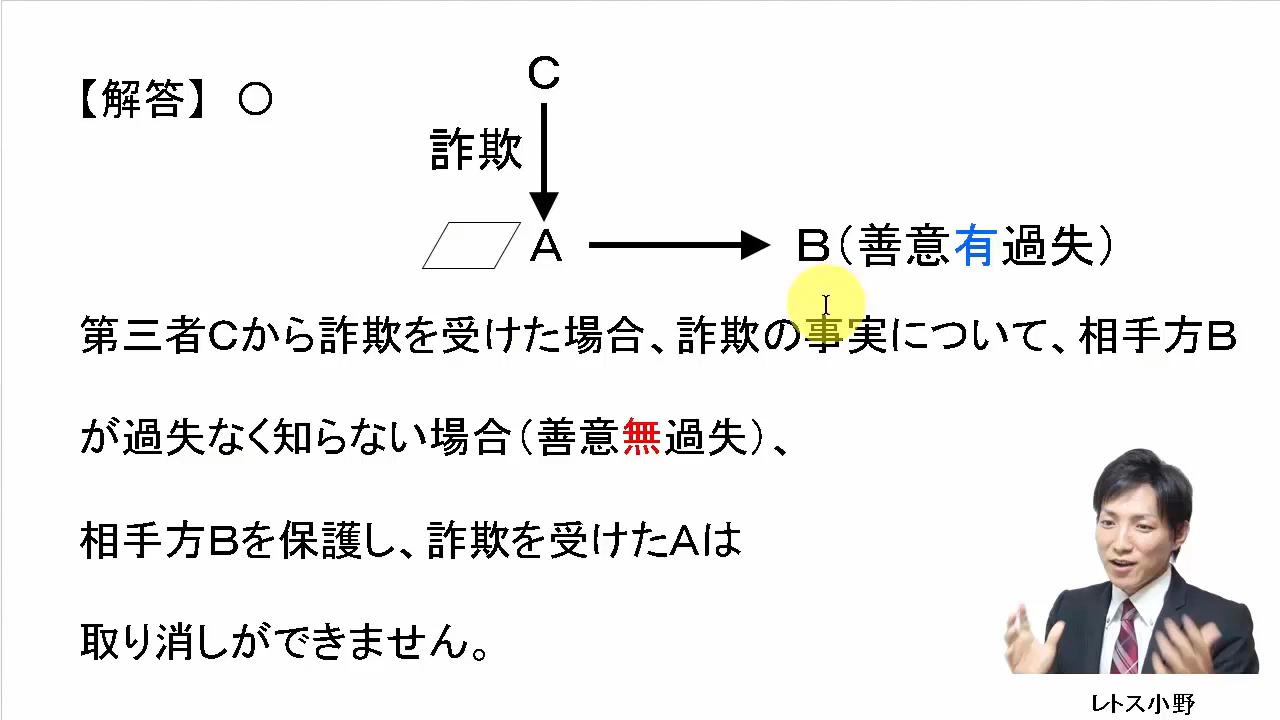 【解答】 ○
C
詐欺
A
B（善意有過失）
第三者Cから詐欺を受けた場合、詐欺の事実について、相手方B
が過失なく知らない場合（善意無過失）、
相手方Bを保護し、詐欺を受けたAは
取り消しができません。
レトス小野